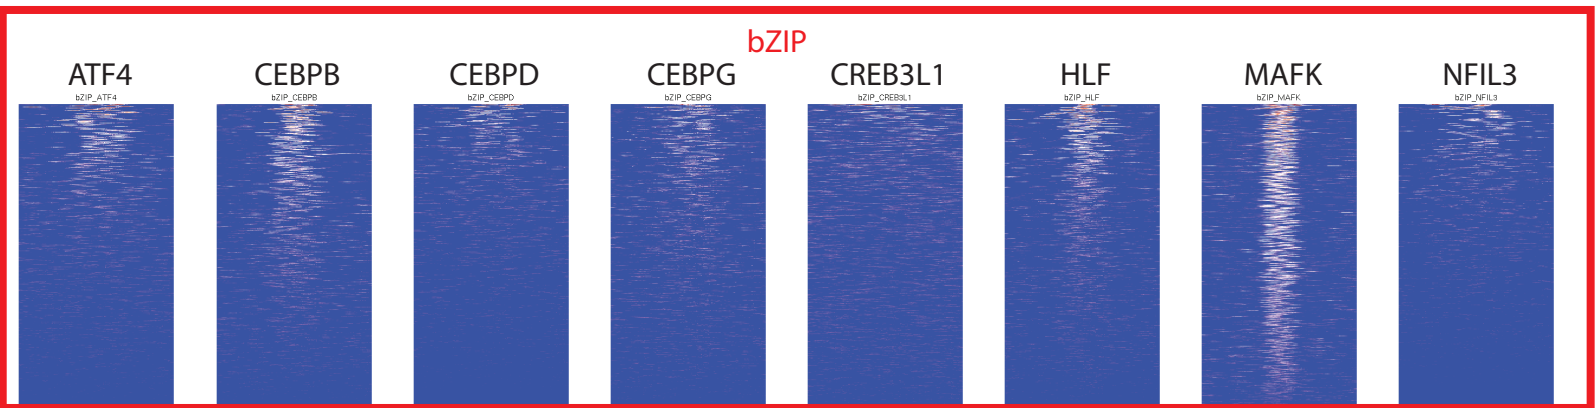 bZIP
ATF4 CEBPB CEBPD CEBPG CREB3L1 HLF MAFK NFIL3
bZIP_ATF4 bZIP_CEBPB bZIP_CEBPD bZIP_CEBPG bZIP_CREB3L1 bZIP_HLF bZIP_MAFK bZIP_NFIL3